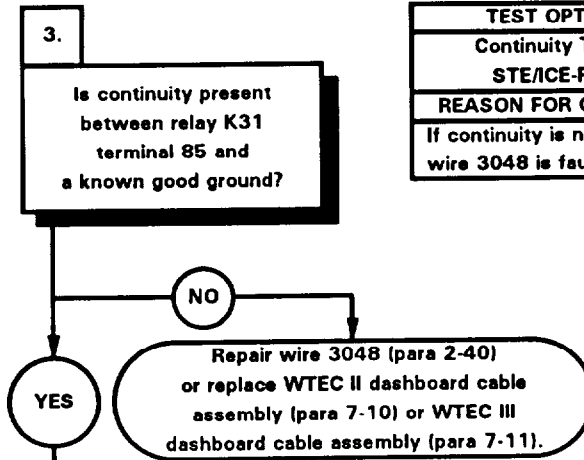 3.
Is continuity present
between relay K31
terminal 85 and
a known good ground?
TEST OPT
Continuity
STE/ICE-
REASON FOR
If continuity is
wire 3048 is
NO
YES
Repair wire 3048 (para 2-40)
or replace WTEC II dashboard cable
assembly (para 7-10) or WTEC III
dashboard cable assembly (para 7-11).